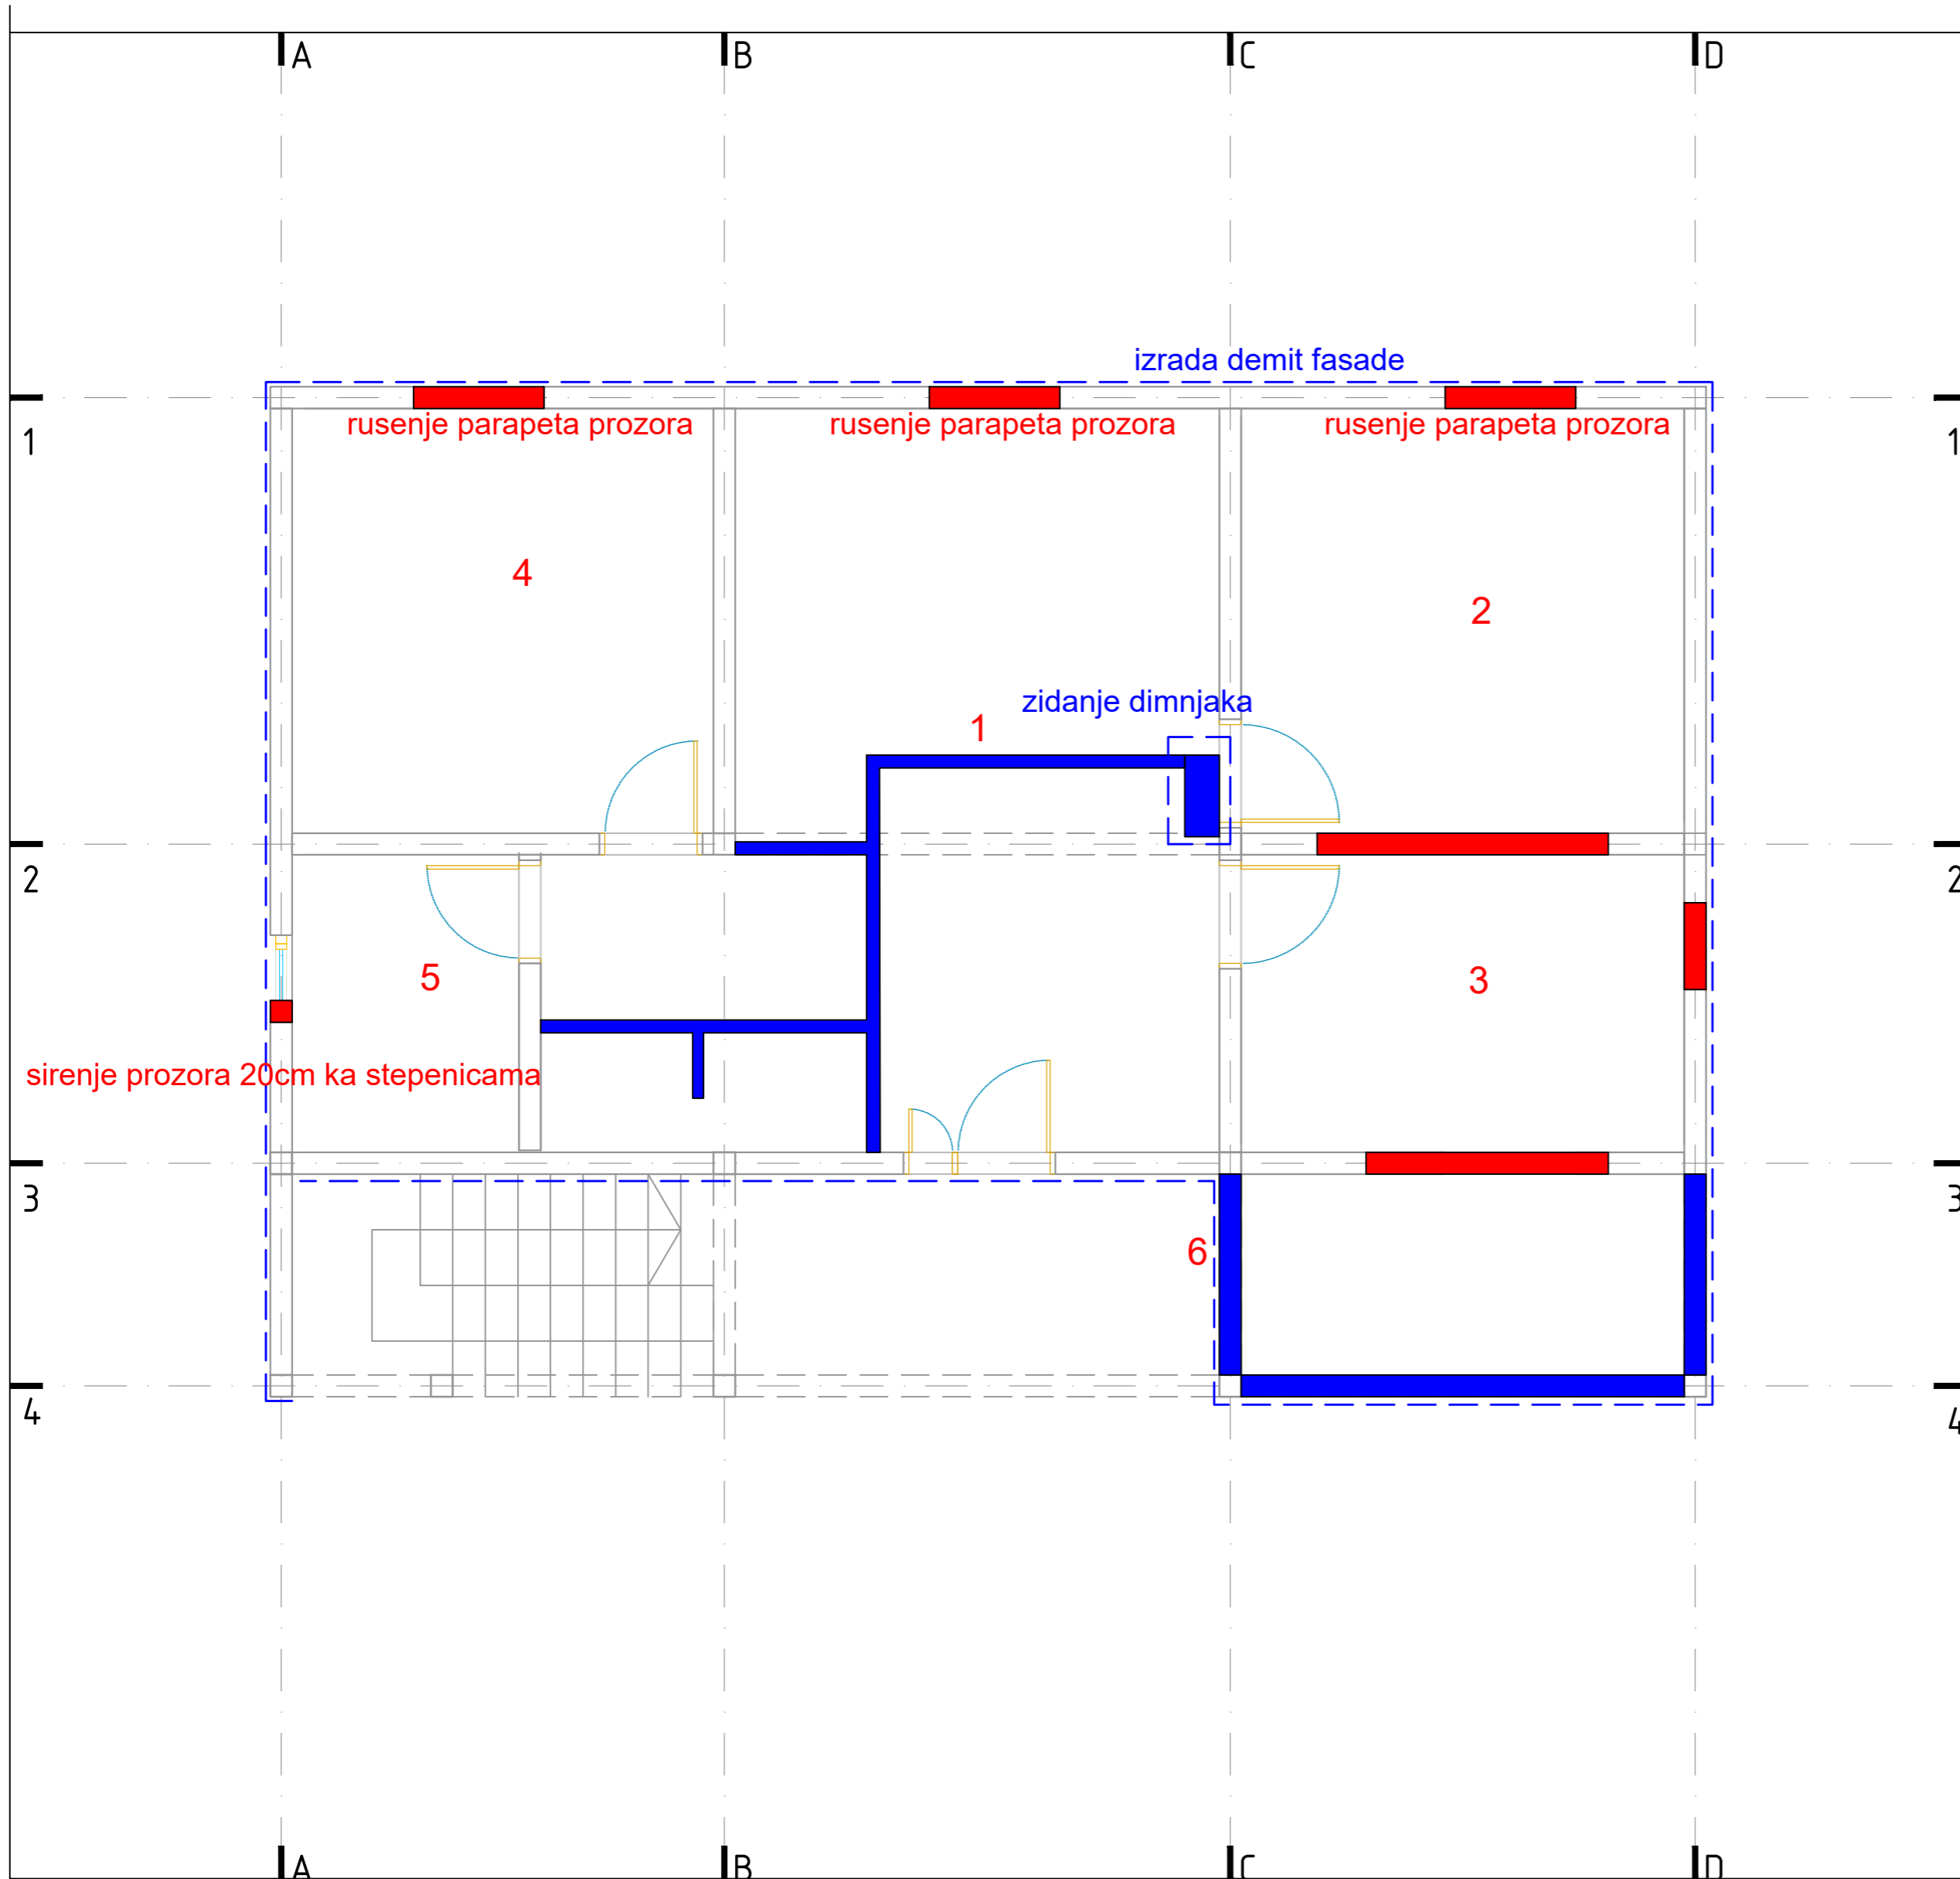 A B C D
izrada demit fasade
1 rusenje parapeta prozora rusenje parapeta prozora rusenje parapeta prozora 1
4
2
zidanje dimnjaka
1
2 2
5
3
sirenje prozora 20cm ka stepenicama
3 3
6
4 4
A B C D